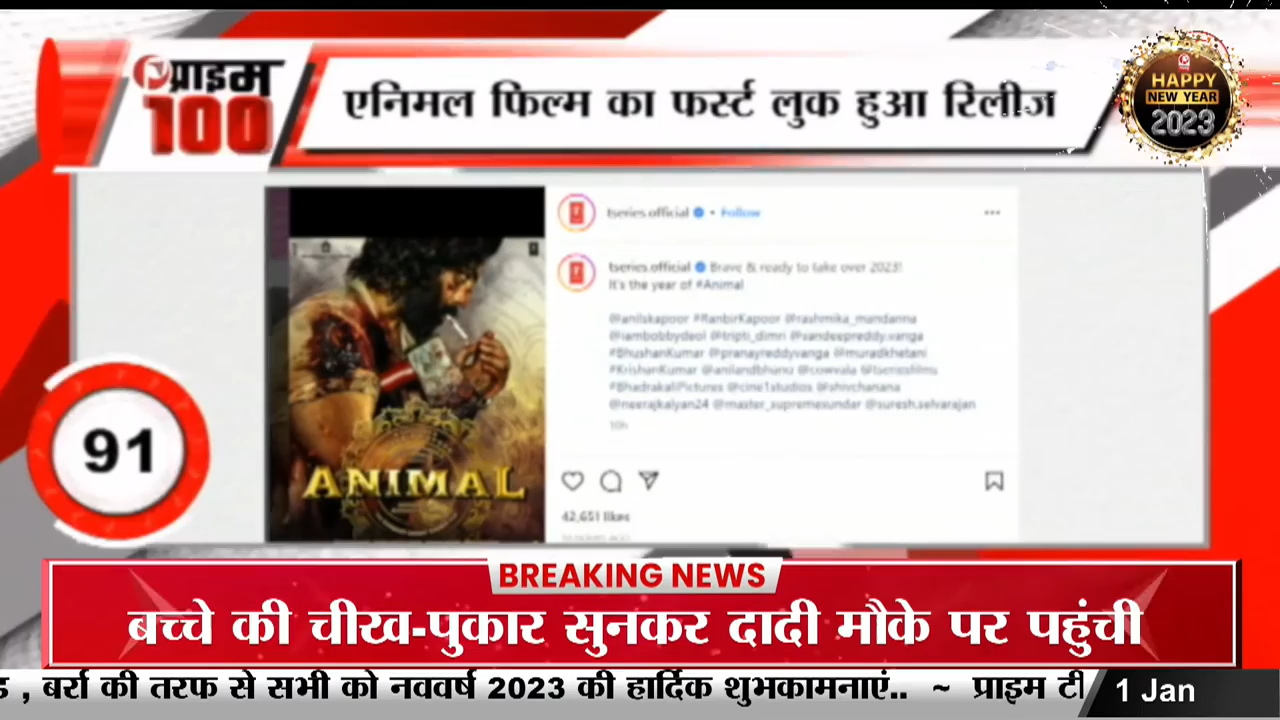 प्राइम
100
एनिमल फिल्म का फर्स्ट लुक हुआ रिलीज
HAPPY
NEW YEAR
2023
tseries.official • Follow
tseries.official Brave & ready to take over 2023!
It's the year of #Animal
@anilskapoor #RanbirKapoor @rashmika_mandanna
@iambobbydeol @tripti_dimri @sandeepreddy.vanga
#BhushanKumar @pranayreddyvanga @muradkhetani
#KrishanKumar @anilandbhanu @cowvala @tseriesfilms
#BhadrakaliPictures @cine1studios @shivchanana
@neerajkalyan24 @master_supremesundar @suresh.selvarajan
10h
42,651 likes
ANIMAL
91
BREAKING NEWS
बच्चे की चीख-पुकार सुनकर दादी मौके पर पहुंची
, बर्रा की तरफ से सभी को नववर्ष 2023 की हार्दिक शुभकामनाएं.. ~ प्राइम टी
1 Jan